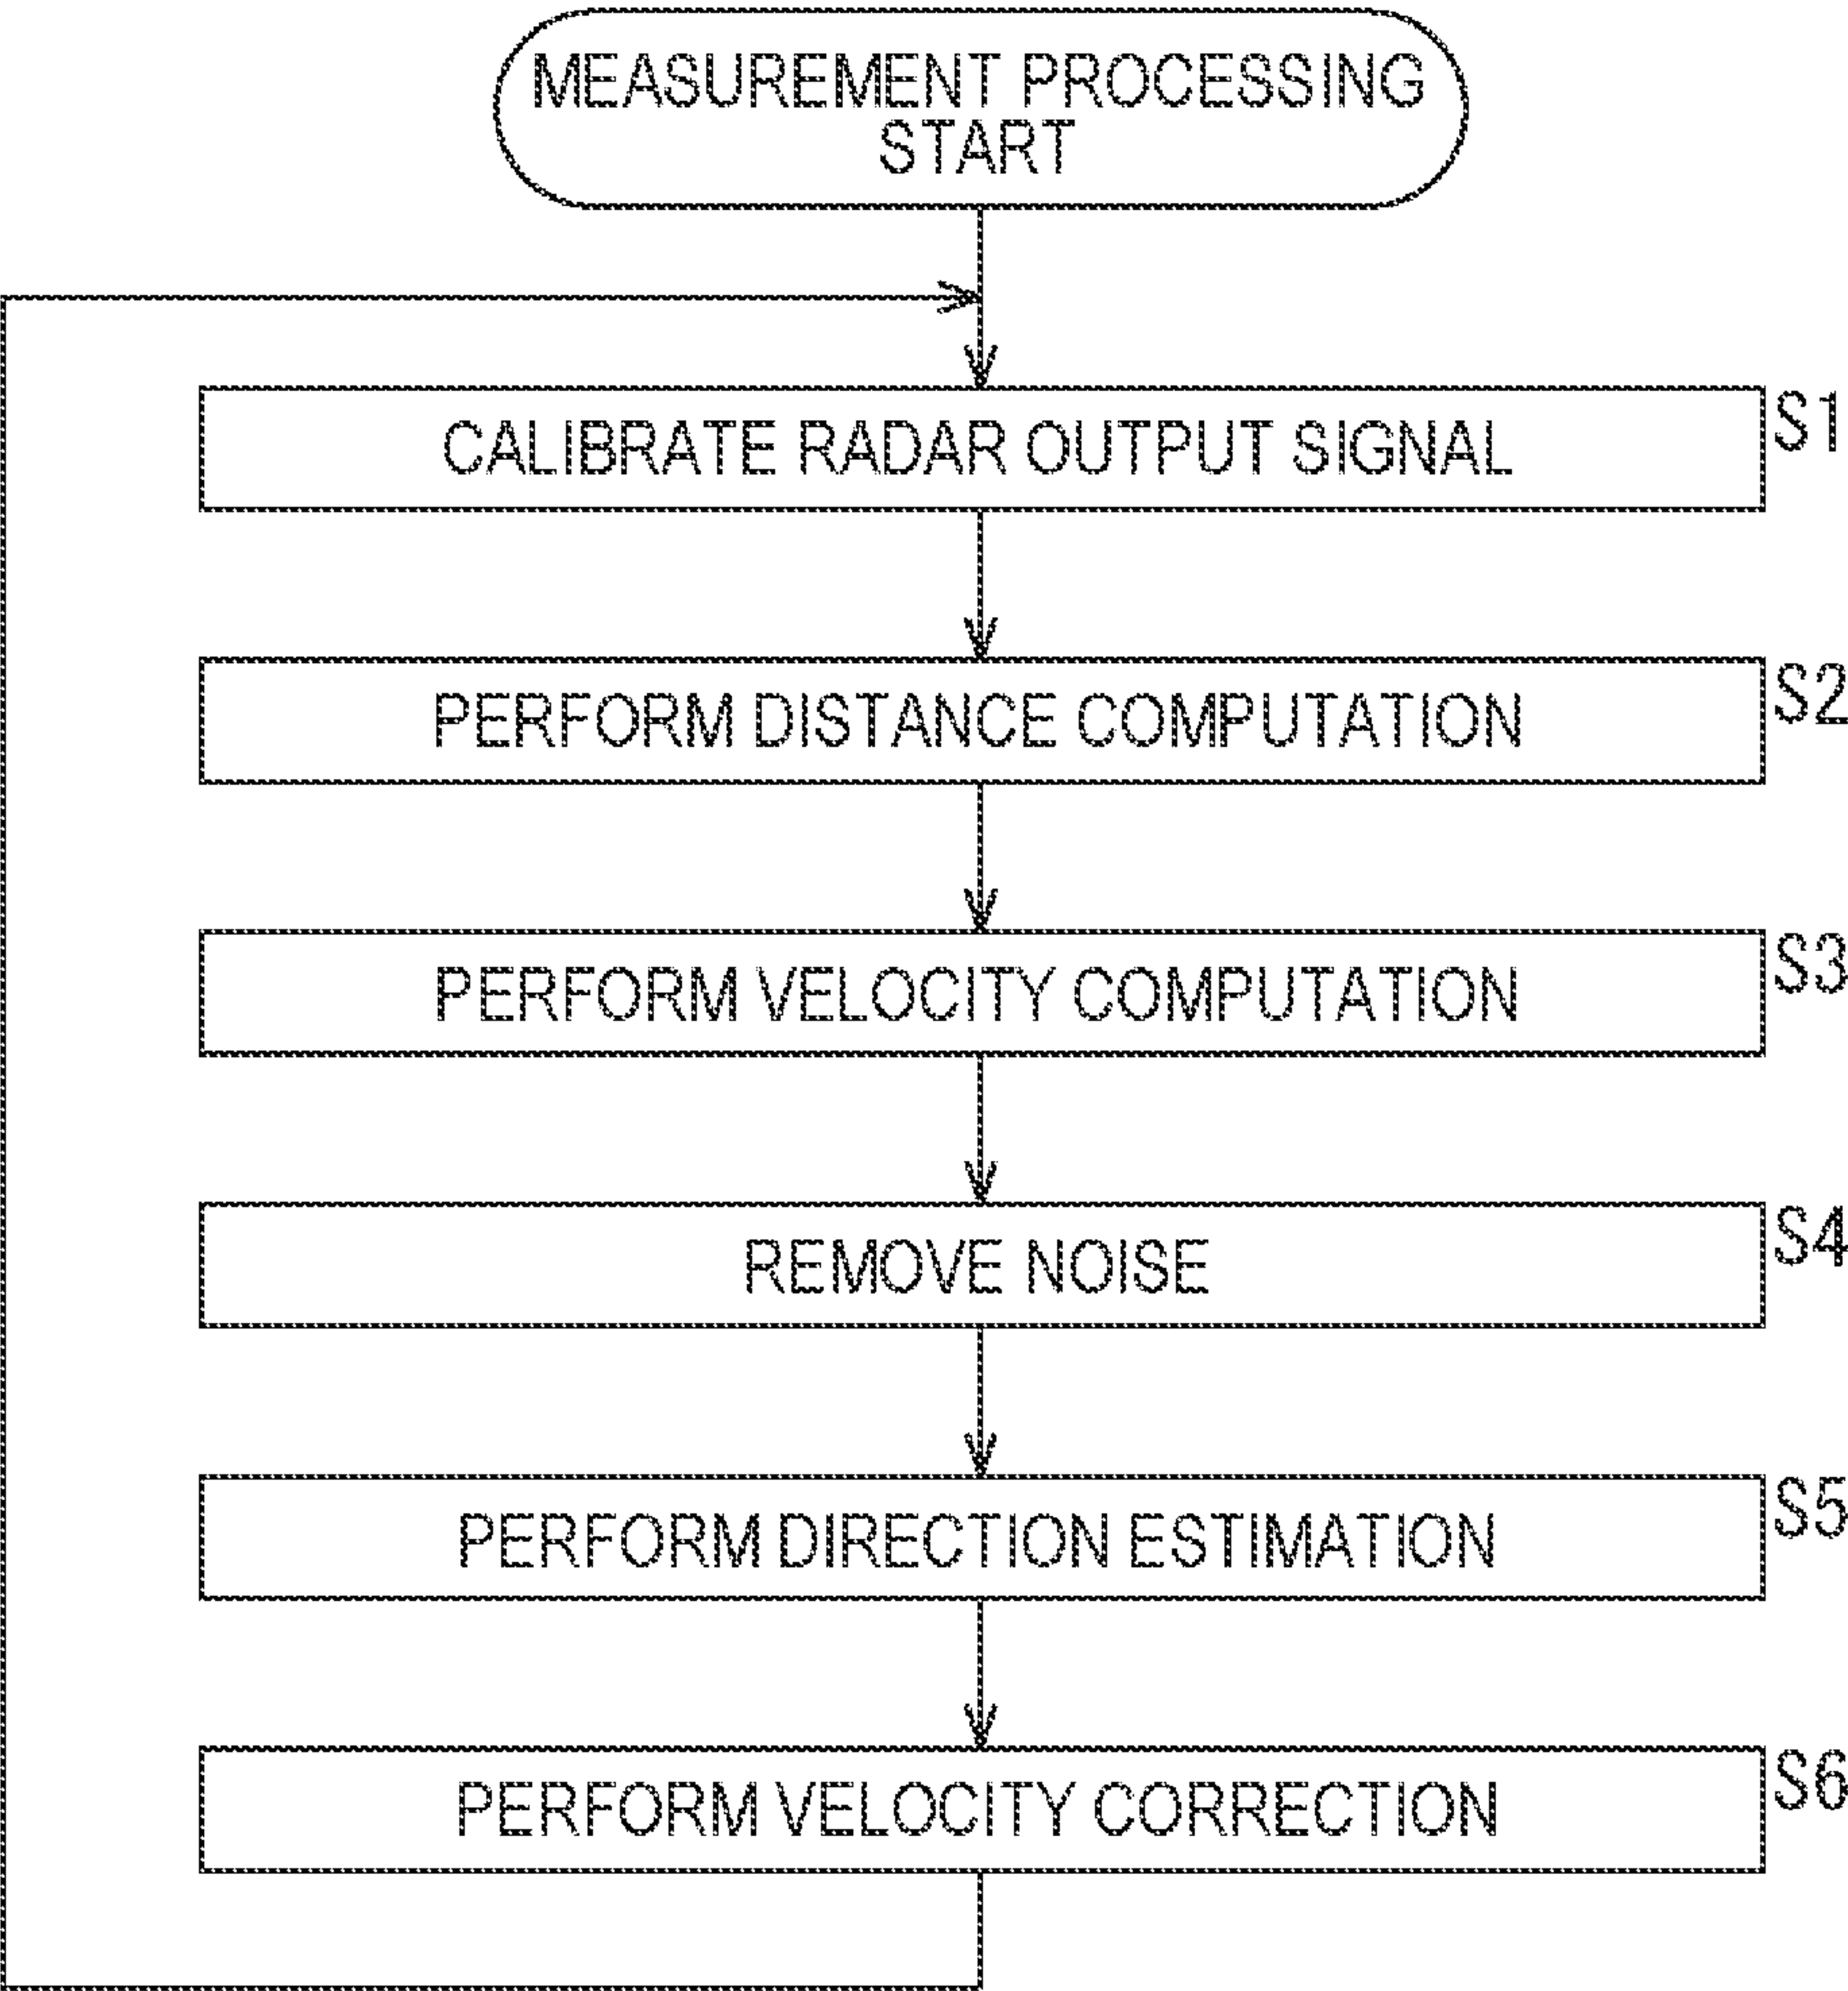 MEASUREMENT PROCESSING
START
CALIBRATE RADAR OUTPUT SIGNAL
S1
PERFORM DISTANCE COMPUTATION
S2
PERFORM VELOCITY COMPUTATION
S3
REMOVE NOISE
S4
PERFORM DIRECTION ESTIMATION
S5
PERFORM VELOCITY CORRECTION
S6